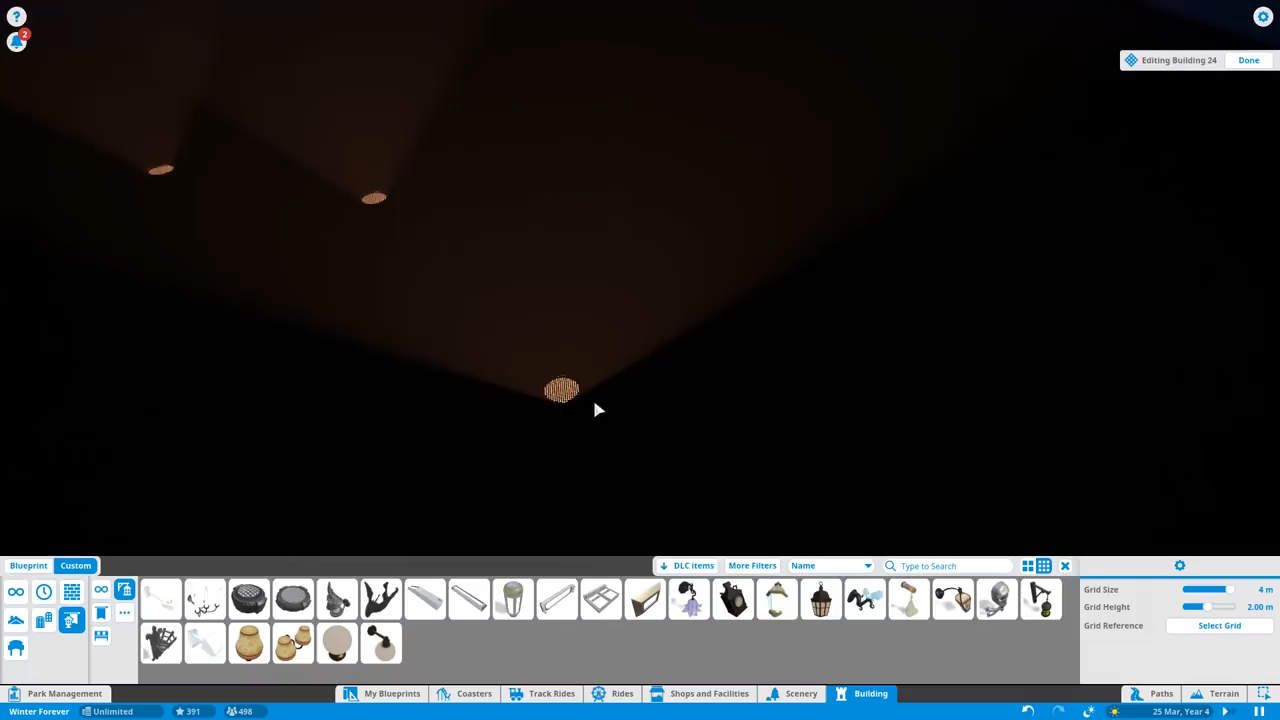 ?
2
Editing Building 24 Done
Blueprint Custom DLC items More Filters Name Type to Search
Grid Size 4 m
Grid Height 2.00 m
Grid Reference Select Grid
Park Management My Blueprints Coasters Track Rides Rides Shops and Facilities Scenery Building Paths Terrain
Winter Forever Unlimited 391 498 25 Mar, Year 4